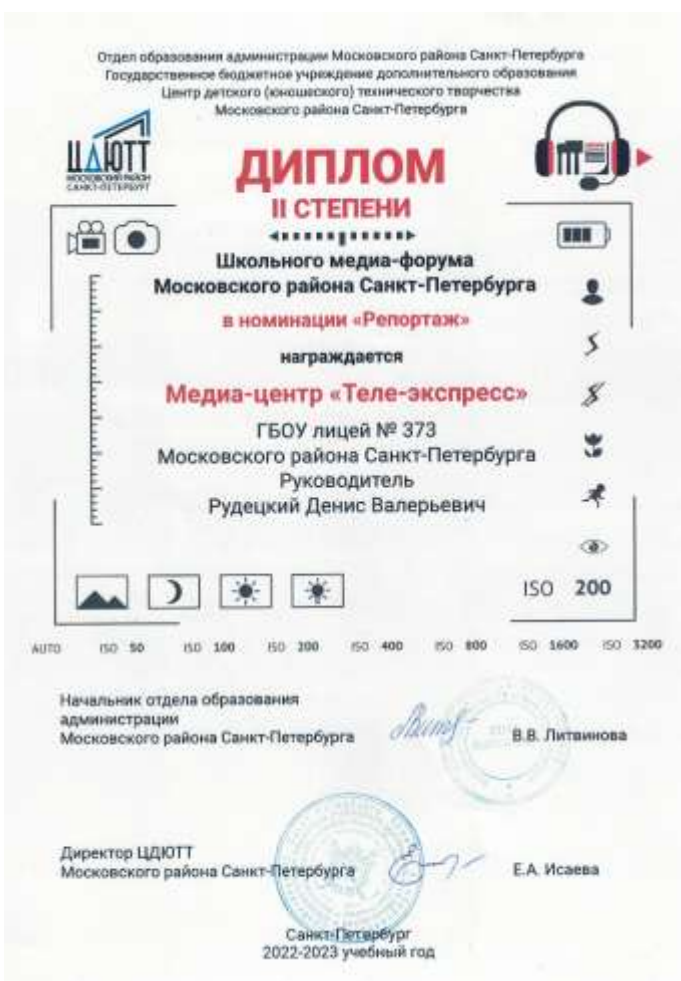 Отдел образования администрации Московского района Санкт-Петербурга
Государственное бюджетное учреждение дополнительного образования
Центр детского (юношеского) технического творчества
Московского района Санкт-Петербурга
ЦДЮТТ
МОСКОВСКИЙ РАЙОН
САНКТ-ПЕТЕРБУРГ
ДИПЛОМ
II СТЕПЕНИ
Школьного медиа-форума
Московского района Санкт-Петербурга
в номинации «Репортаж»
награждается
Медиа-центр «Теле-экспресс»
ГБОУ лицей № 373
Московского района Санкт-Петербурга
Руководитель
Рудецкий Денис Валерьевич
ISO 200
AUTO ISO 50 ISO 100 ISO 200 ISO 400 ISO 800 ISO 1600 ISO 3200
Начальник отдела образования
администрации
Московского района Санкт-Петербурга
В.В. Литвинова
Директор ЦДЮТТ
Московского района Санкт-Петербурга
Е.А. Исаева
Санкт-Петербург
2022-2023 учебный год